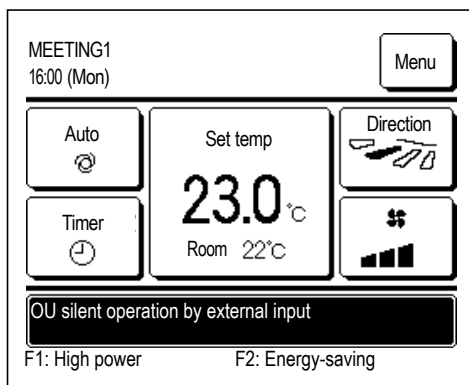 MEETING1
16:00 (Mon)
Menu
Auto
Set temp
23.0 °C
Room 22°C
Direction
Timer
OU silent operation by external input
F1: High power F2: Energy-saving